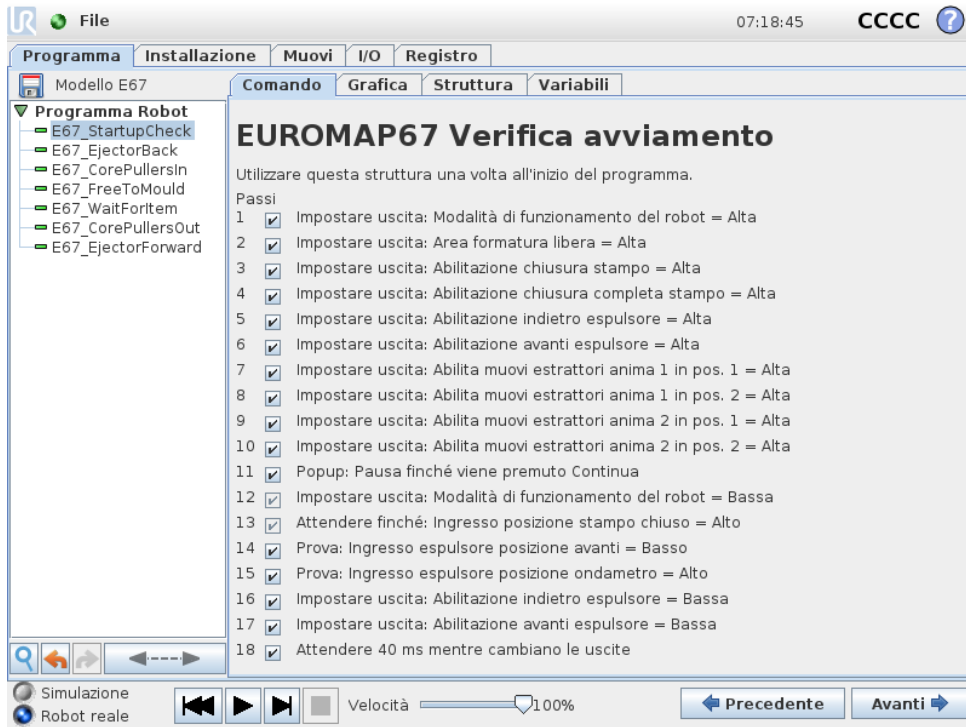 UR File 07:18:45 CCCC ?
Programma Installazione Muovi I/O Registro
Modello E67
Comando Grafica Struttura Variabili
Programma Robot
E67_StartupCheck
E67_EjectorBack
E67_CorePullersIn
E67_FreeToMould
E67_WaitForItem
E67_CorePullersOut
E67_EjectorForward
EUROMAP67 Verifica avviamento
Utilizzare questa struttura una volta all'inizio del programma.
Passi
1 Impostare uscita: Modalità di funzionamento del robot = Alta
2 Impostare uscita: Area formatura libera = Alta
3 Impostare uscita: Abilitazione chiusura stampo = Alta
4 Impostare uscita: Abilitazione chiusura completa stampo = Alta
5 Impostare uscita: Abilitazione indietro espulsore = Alta
6 Impostare uscita: Abilitazione avanti espulsore = Alta
7 Impostare uscita: Abilita muovi estrattori anima 1 in pos. 1 = Alta
8 Impostare uscita: Abilita muovi estrattori anima 1 in pos. 2 = Alta
9 Impostare uscita: Abilita muovi estrattori anima 2 in pos. 1 = Alta
10 Impostare uscita: Abilita muovi estrattori anima 2 in pos. 2 = Alta
11 Popup: Pausa finché viene premuto Continua
12 Impostare uscita: Modalità di funzionamento del robot = Bassa
13 Attendere finché: Ingresso posizione stampo chiuso = Alto
14 Prova: Ingresso espulsore posizione avanti = Basso
15 Prova: Ingresso espulsore posizione ondametro = Alto
16 Impostare uscita: Abilitazione indietro espulsore = Bassa
17 Impostare uscita: Abilitazione avanti espulsore = Bassa
18 Attendere 40 ms mentre cambiano le uscite
Simulazione
Robot reale
Velocità 100%
Precedente Avanti